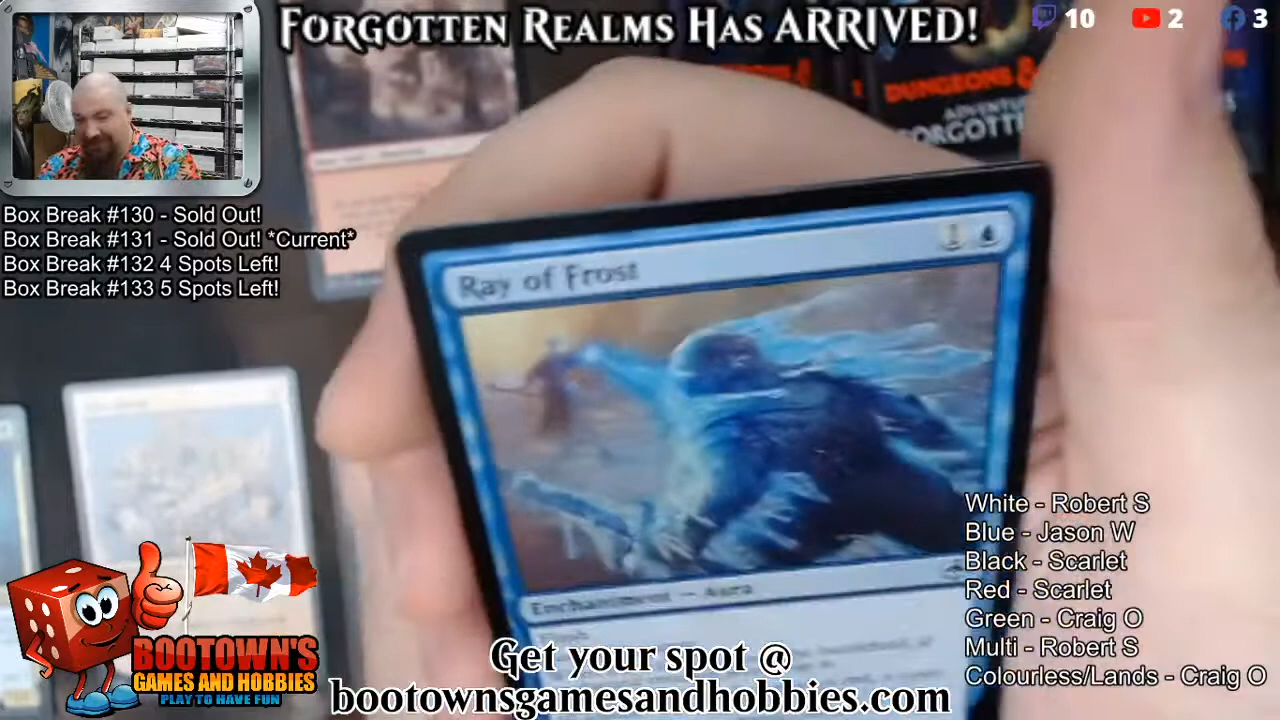 FORGOTTEN REALMS HAS ARRIVED!
10 2 3
DUNGEONS &
FORGOTTE
Box Break #130 - Sold Out!
Box Break #131 - Sold Out! *Current*
Box Break #132 4 Spots Left!
Box Break #133 5 Spots Left!
Ray of Frost 1
Enchantment — Aura
White - Robert S
Blue - Jason W
Black - Scarlet
Red - Scarlet
Green - Craig O
Multi - Robert S
Colourless/Lands - Craig O
BOOTOWN'S
GAMES AND HOBBIES
PLAY TO HAVE FUN
Get your spot @
bootownsgamesandhobbies.com